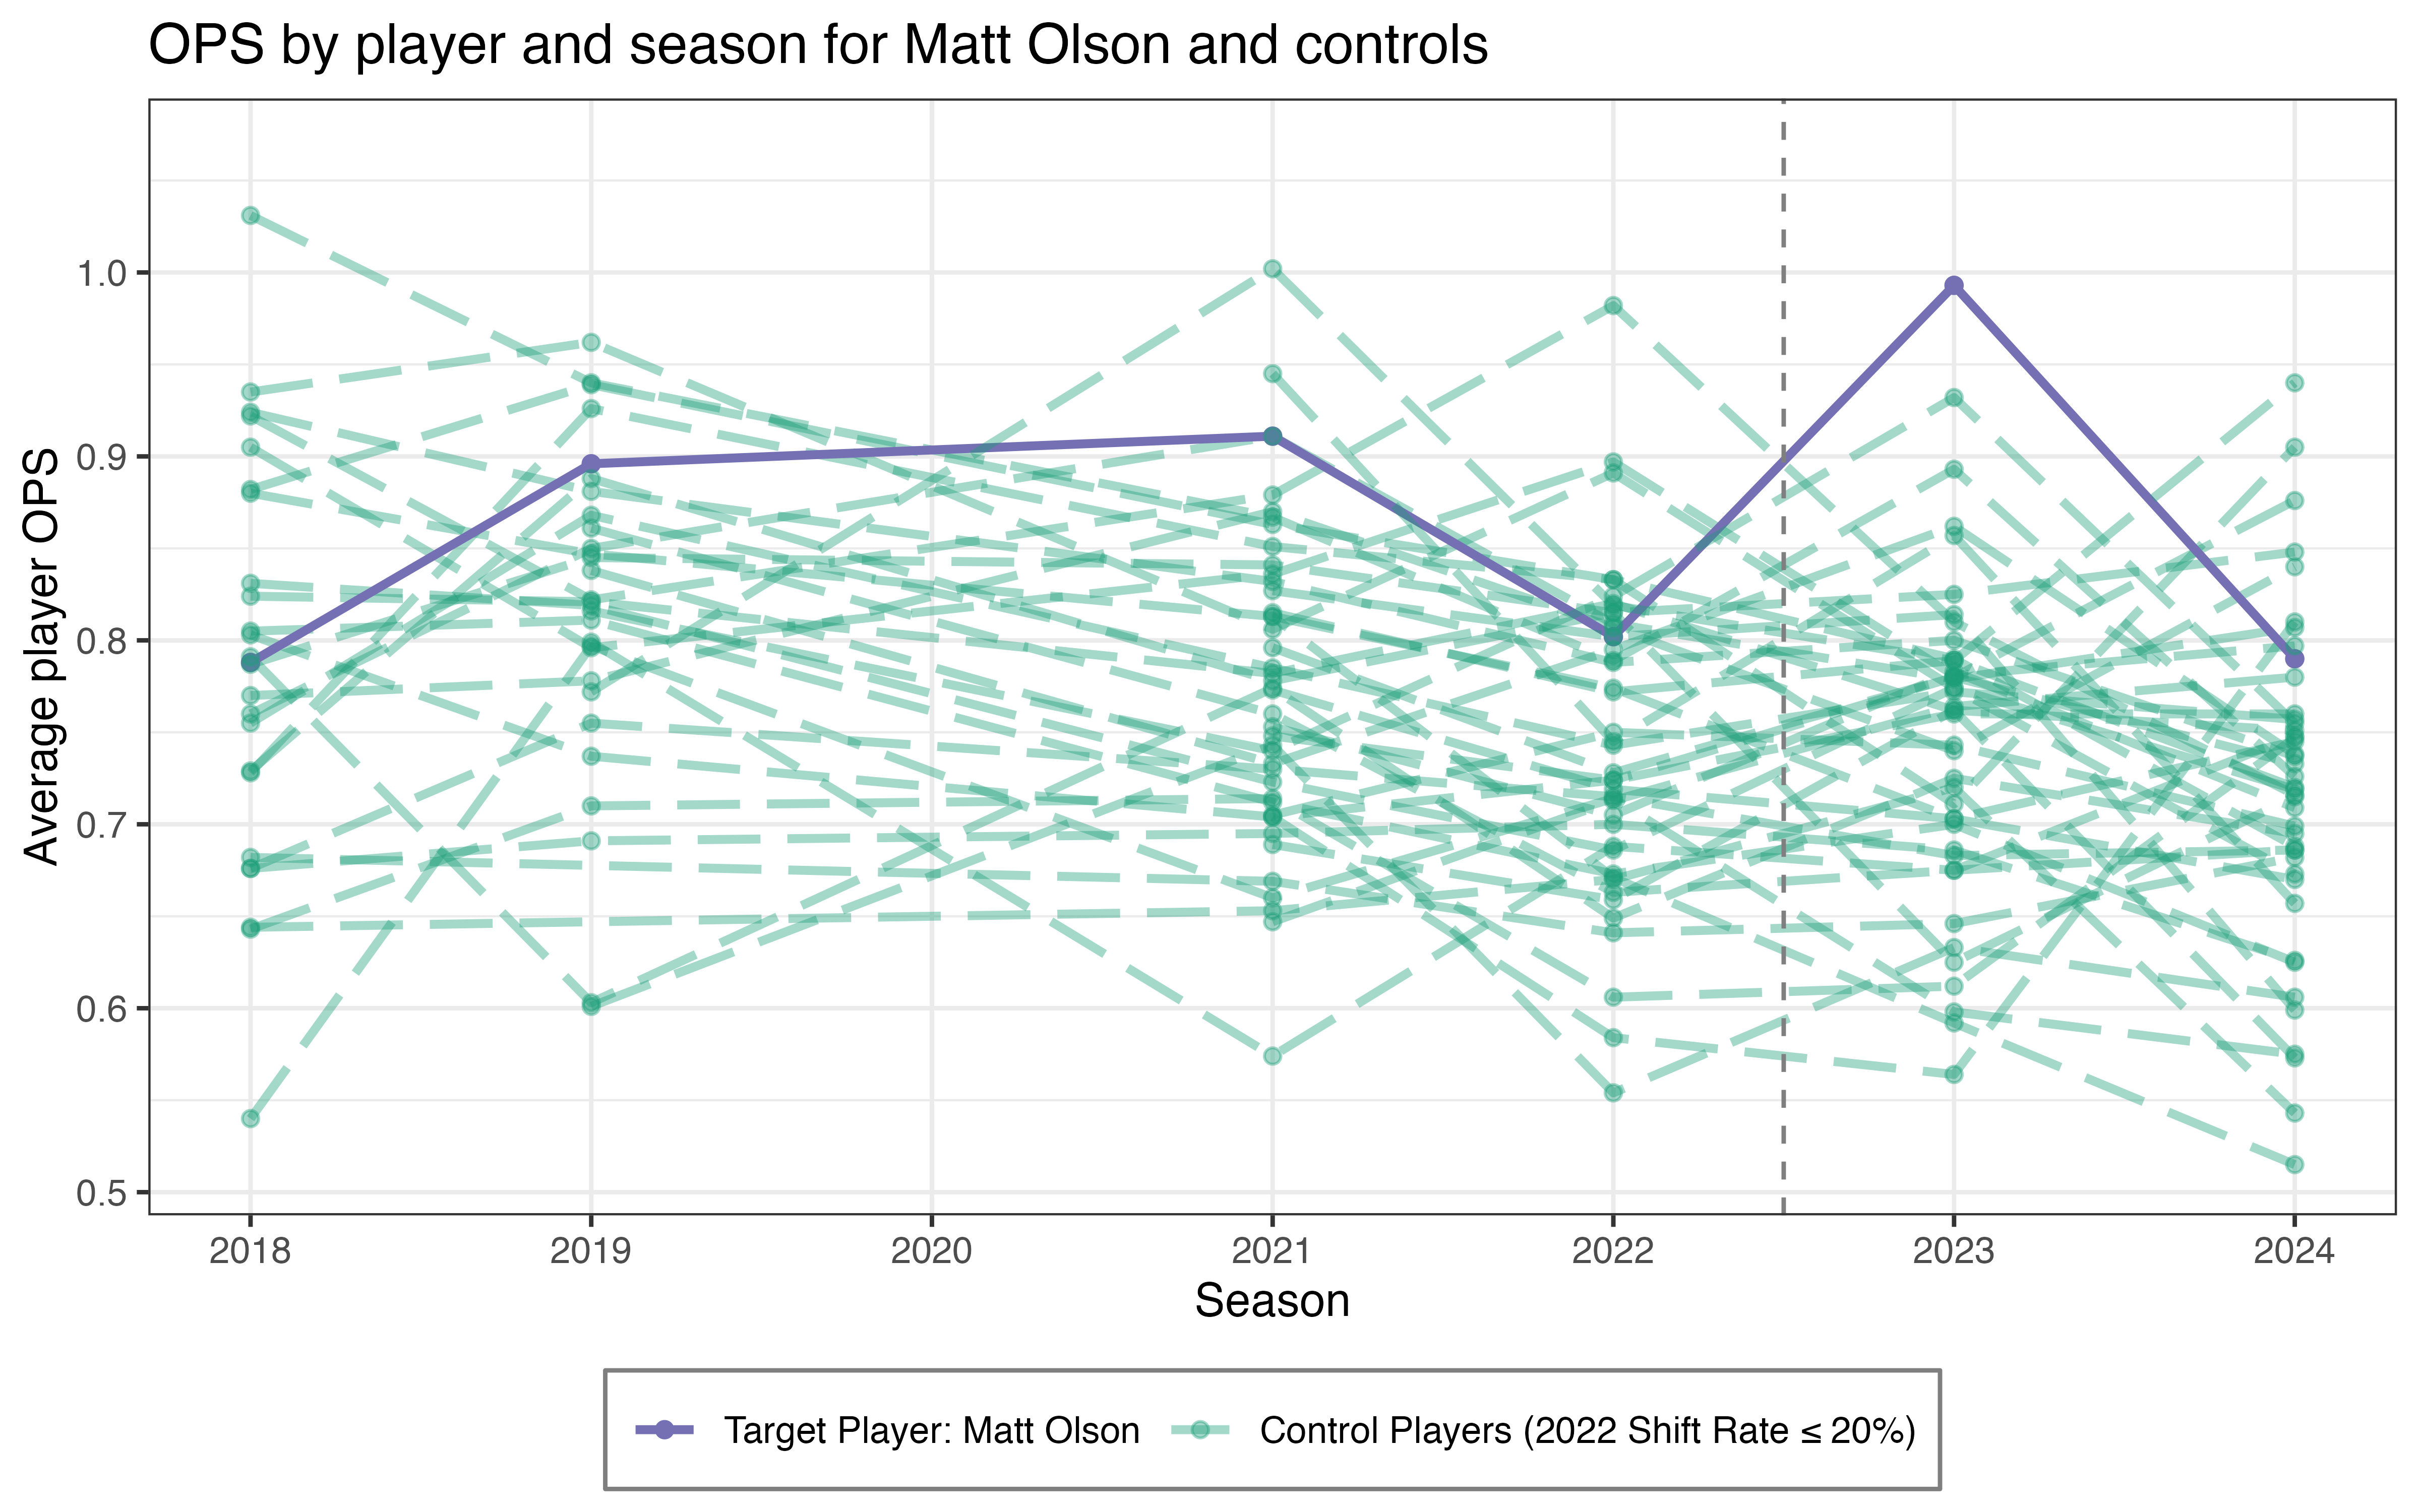 OPS by player and season for Matt Olson and controls
Average player OPS
1.0
0.9
0.8
0.7
0.6
0.5
2018 2019 2020 2021 2022 2023 2024
Season
Target Player: Matt Olson Control Players (2022 Shift Rate ≤ 20%)